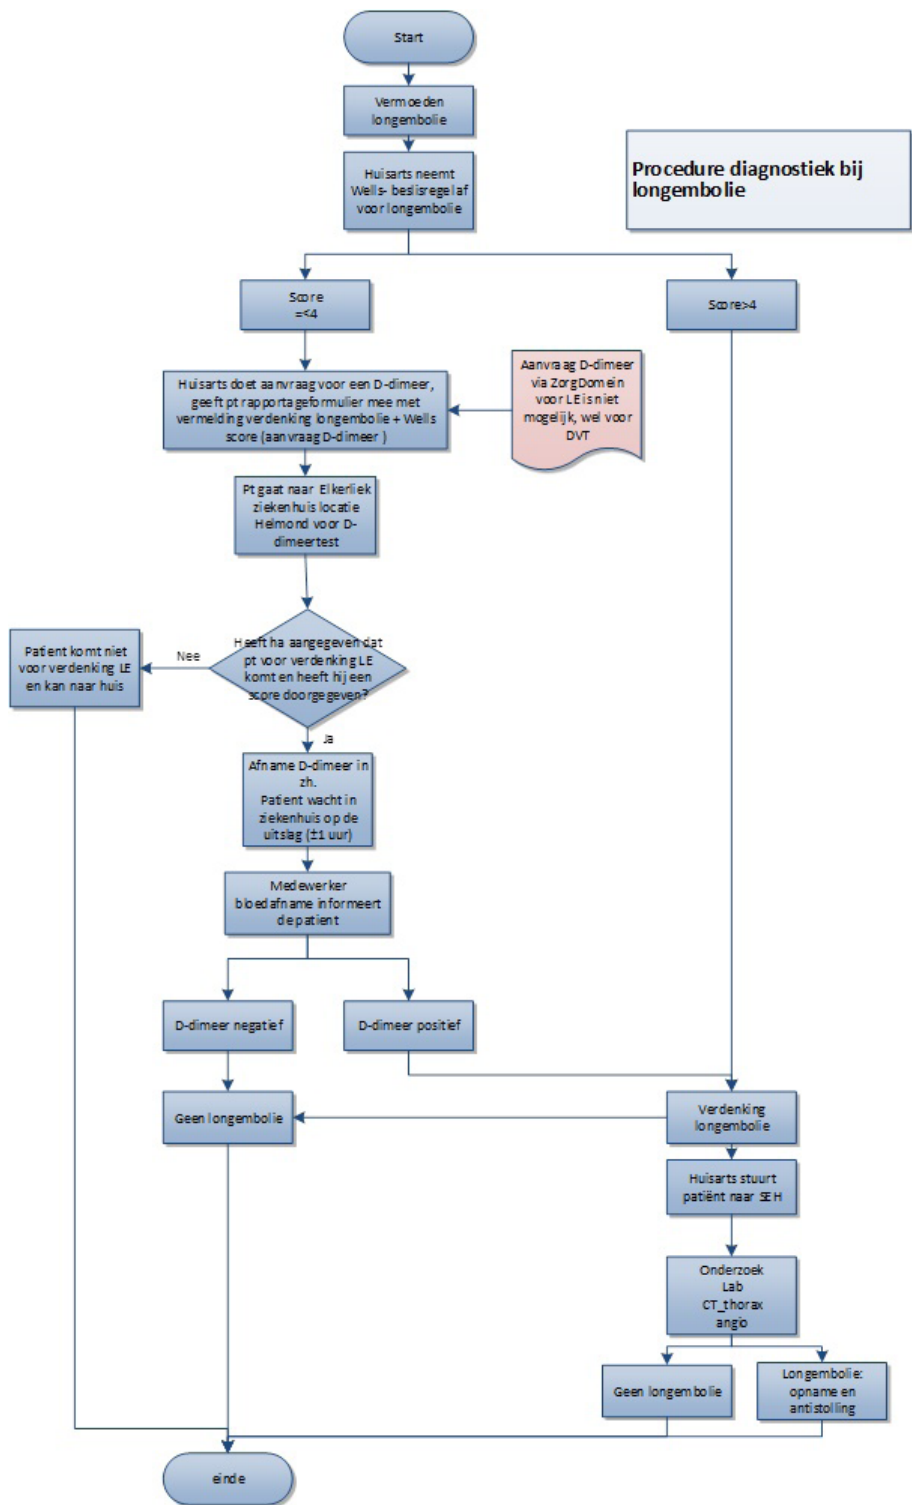 Start
Vermoeden
longembolie
Procedure diagnostiek bij
longembolie
Huisarts neemt
Wells- beslisregel af
voor longembolie
Score
=<4
Score>4
Huisarts doet aanvraag voor een D-dimeer,
geeft pt rapportageformulier mee met
vermelding verdenking longembolie + Wells
score (aanvraag D-dimeer )
Aanvraag D-dimeer
via ZorgDomein
voor LE is niet
mogelijk, wel voor
DVT
Pt gaat naar Elkerliek
ziekenhuis locatie
Helmond voor D-
dimeertest
Heeft ha aangegeven dat
pt voor verdenking LE
komt en heeft hij een
score doorgegeven?
Nee
Patient komt niet
voor verdenking LE
en kan naar huis
Ja
Afname D-dimeer in
zh.
Patient wacht in
ziekenhuis op de
uitslag (±1 uur)
Medewerker
bloedafname informeert
de patient
D-dimeer negatief
D-dimeer positief
Geen longembolie
Verdenking
longembolie
Huisarts stuurt
patiënt naar SEH
Onderzoek
Lab
CT_thorax
angio
Geen longembolie
Longembolie:
opname en
antistolling
einde